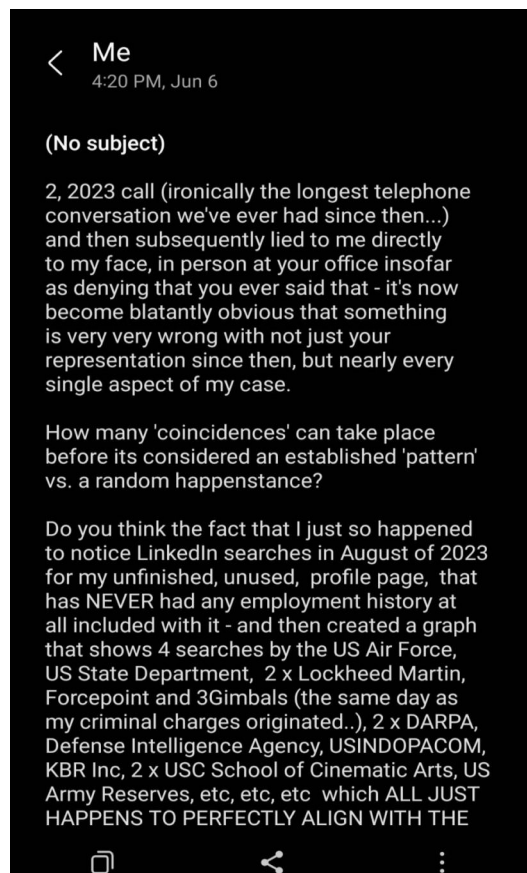 Me
4:20 PM, Jun 6
(No subject)
2, 2023 call (ironically the longest telephone
conversation we've ever had since then...)
and then subsequently lied to me directly
to my face, in person at your office insofar
as denying that you ever said that - it's now
become blatantly obvious that something
is very very wrong with not just your
representation since then, but nearly every
single aspect of my case.
How many 'coincidences' can take place
before its considered an established 'pattern'
vs. a random happenstance?
Do you think the fact that I just so happened
to notice LinkedIn searches in August of 2023
for my unfinished, unused,  profile page,  that
has NEVER had any employment history at
all included with it - and then created a graph
that shows 4 searches by the US Air Force,
US State Department,  2 x Lockheed Martin,
Forcepoint and 3Gimbals (the same day as
my criminal charges originated..), 2 x DARPA,
Defense Intelligence Agency, USINDOPACOM,
KBR Inc, 2 x USC School of Cinematic Arts, US
Army Reserves, etc, etc, etc  which ALL JUST
HAPPENS TO PERFECTLY ALIGN WITH THE